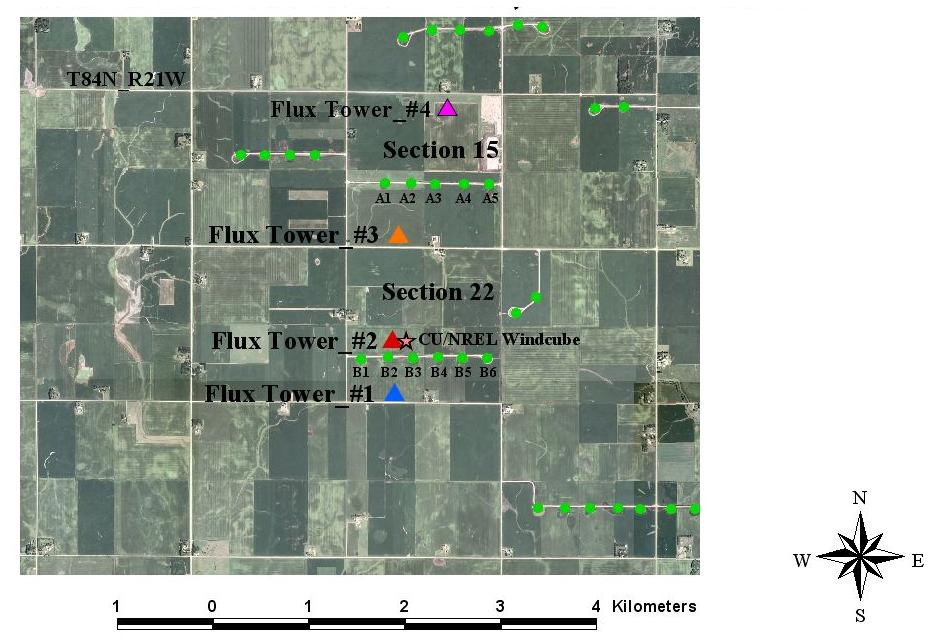 T84N_R21W
Flux Tower_#4
Section 15
A1 A2 A3 A4 A5
Flux Tower_#3
Section 22
Flux Tower_#2 CU/NREL Windcube
B1 B2 B3 B4 B5 B6
Flux Tower_#1
N
W E
S
1 0 1 2 3 4 Kilometers